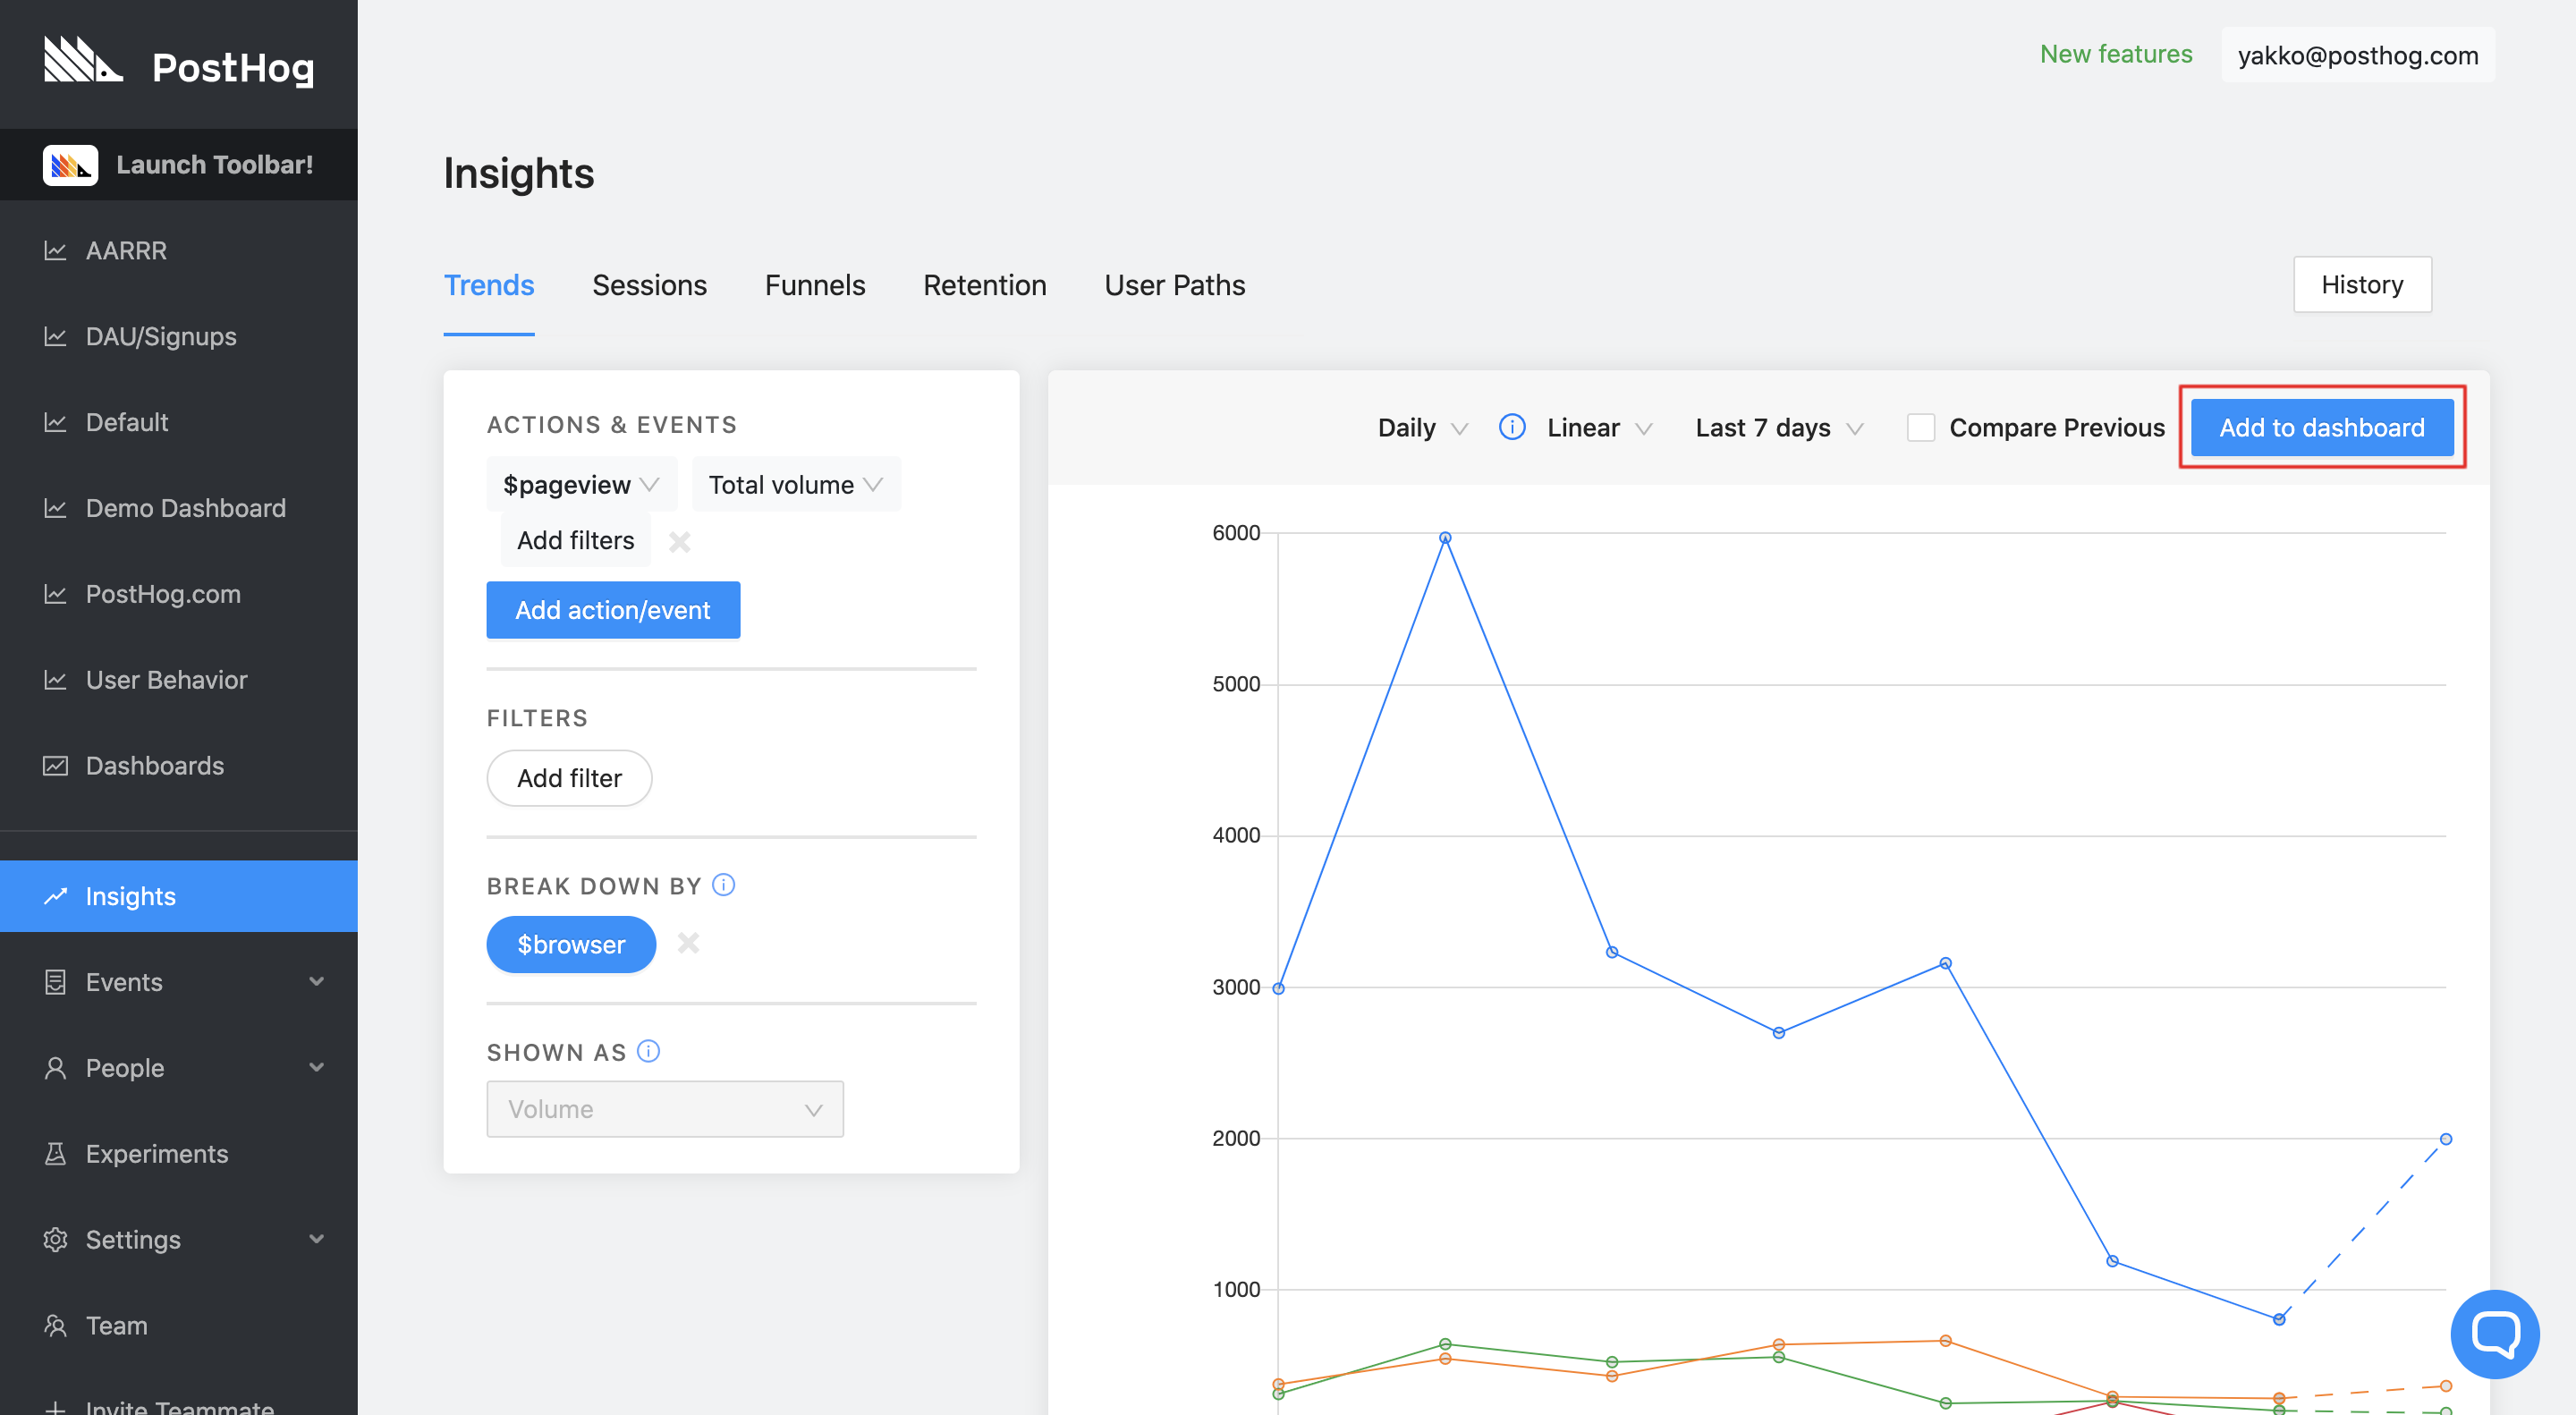 PostHog
Launch Toolbar!
AARRR
DAU/Signups
Default
Demo Dashboard
PostHog.com
User Behavior
Dashboards
Insights
Events
People
Experiments
Settings
Team
Invite Teammate
New features
yakko@posthog.com
Insights
Trends Sessions Funnels Retention User Paths
History
ACTIONS & EVENTS
$pageview Total volume
Add filters
Add action/event
FILTERS
Add filter
BREAK DOWN BY
$browser
SHOWN AS
Volume
Daily Linear Last 7 days Compare Previous Add to dashboard
6000
5000
4000
3000
2000
1000